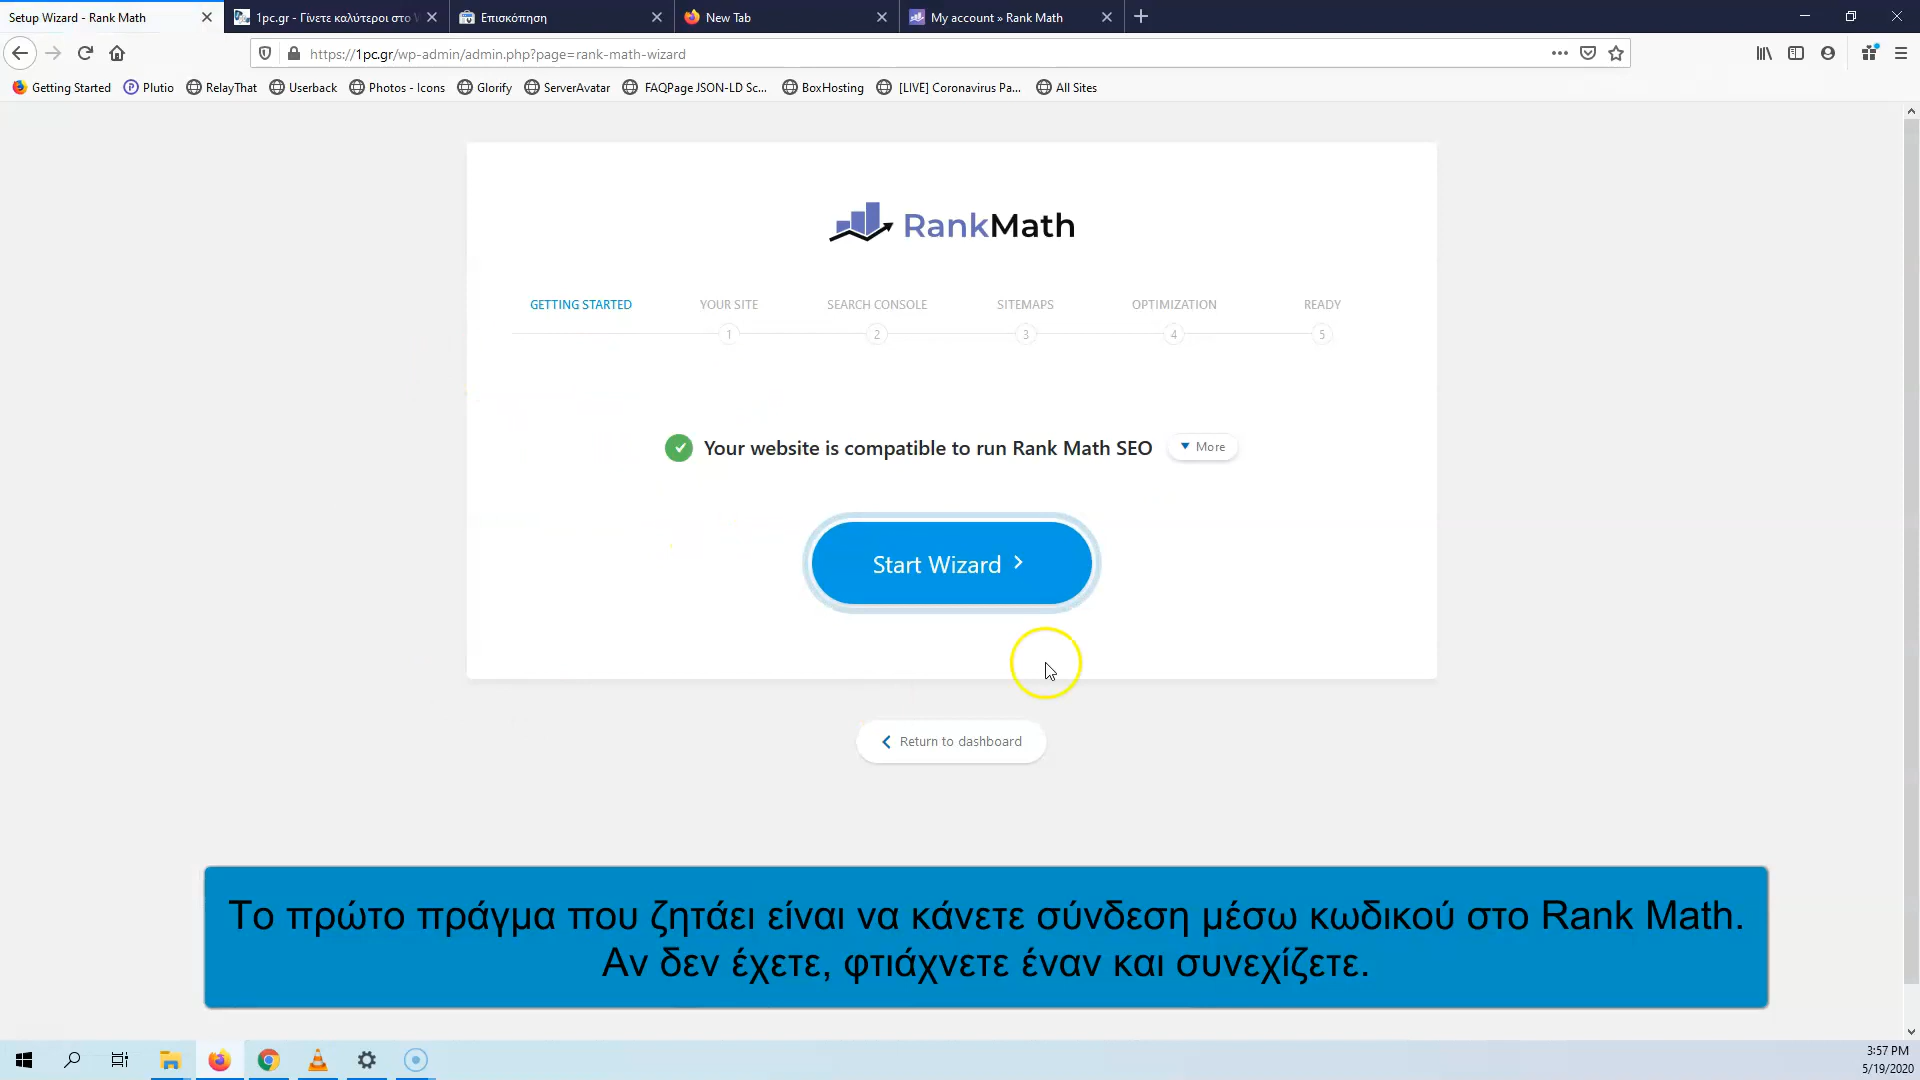 Setup Wizard - Rank Math
1pc.gr - Γίνετε καλύτεροι στο
Επισκόπηση
New Tab
My account » Rank Math
https://1pc.gr/wp-admin/admin.php?page=rank-math-wizard
Getting Started
Plutio
RelayThat
Userback
Photos - Icons
Glorify
ServerAvatar
FAQPage JSON-LD Sc...
BoxHosting
[LIVE] Coronavirus Pa...
All Sites
RankMath
GETTING STARTED
YOUR SITE
SEARCH CONSOLE
SITEMAPS
OPTIMIZATION
READY
1
2
3
4
5
Your website is compatible to run Rank Math SEO
More
Start Wizard
Return to dashboard
Το πρώτο πράγμα που ζητάει είναι να κάνετε σύνδεση μέσω κωδικού στο Rank Math.
Αν δεν έχετε, φτιάχνετε έναν και συνεχίζετε.
3:57 PM
5/19/2020